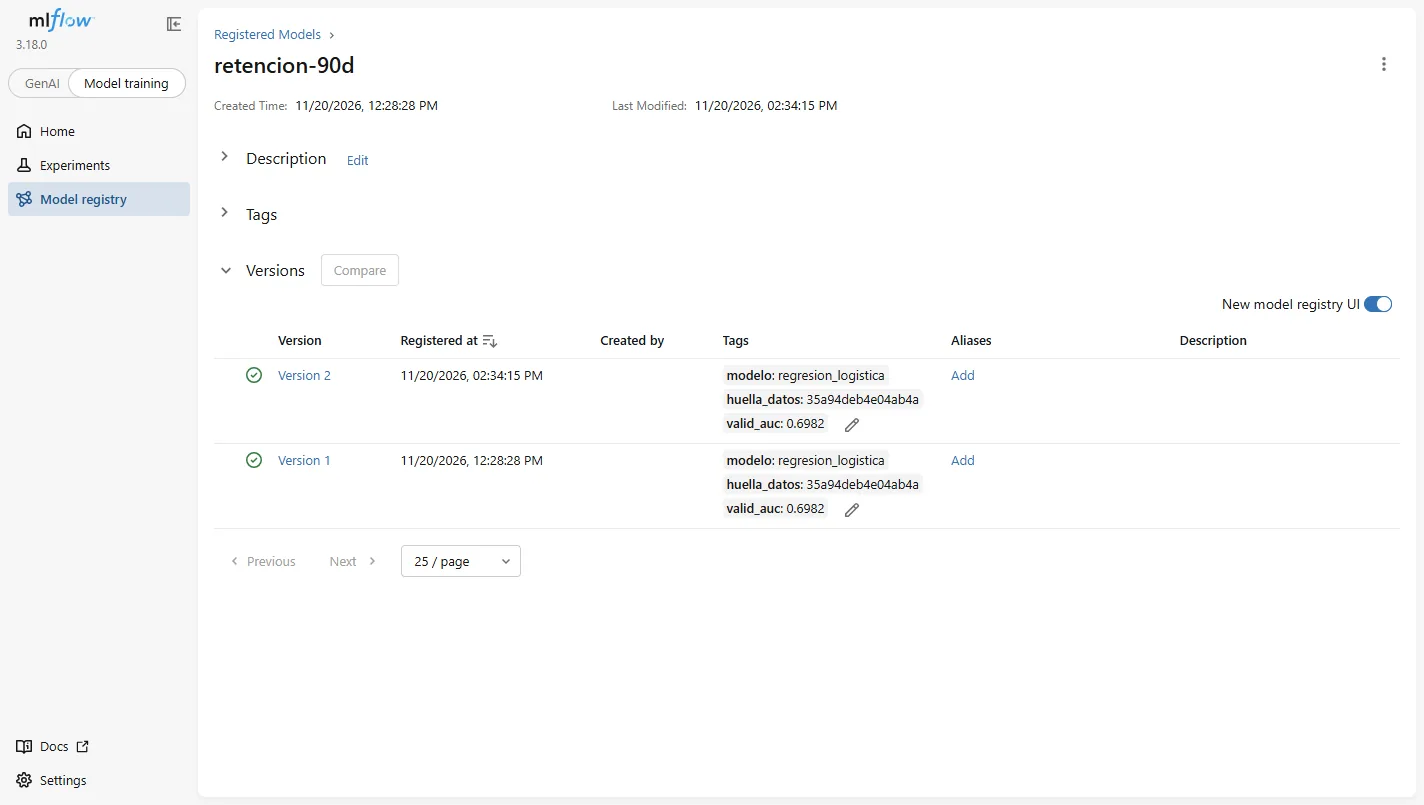 mlflow
3.18.0
GenAI
Model training
Home
Experiments
Model registry
Docs
Settings
Registered Models
retencion-90d
Created Time: 11/20/2026, 12:28:28 PM
Last Modified: 11/20/2026, 02:34:15 PM
Description Edit
Tags
Versions Compare
New model registry UI
Version Registered at Created by Tags Aliases Description
Version 2 11/20/2026, 02:34:15 PM modelo: regresion_logistica Add
huella_datos: 35a94deb4e04ab4a
valid_auc: 0.6982
Version 1 11/20/2026, 12:28:28 PM modelo: regresion_logistica Add
huella_datos: 35a94deb4e04ab4a
valid_auc: 0.6982
Previous Next 25 / page